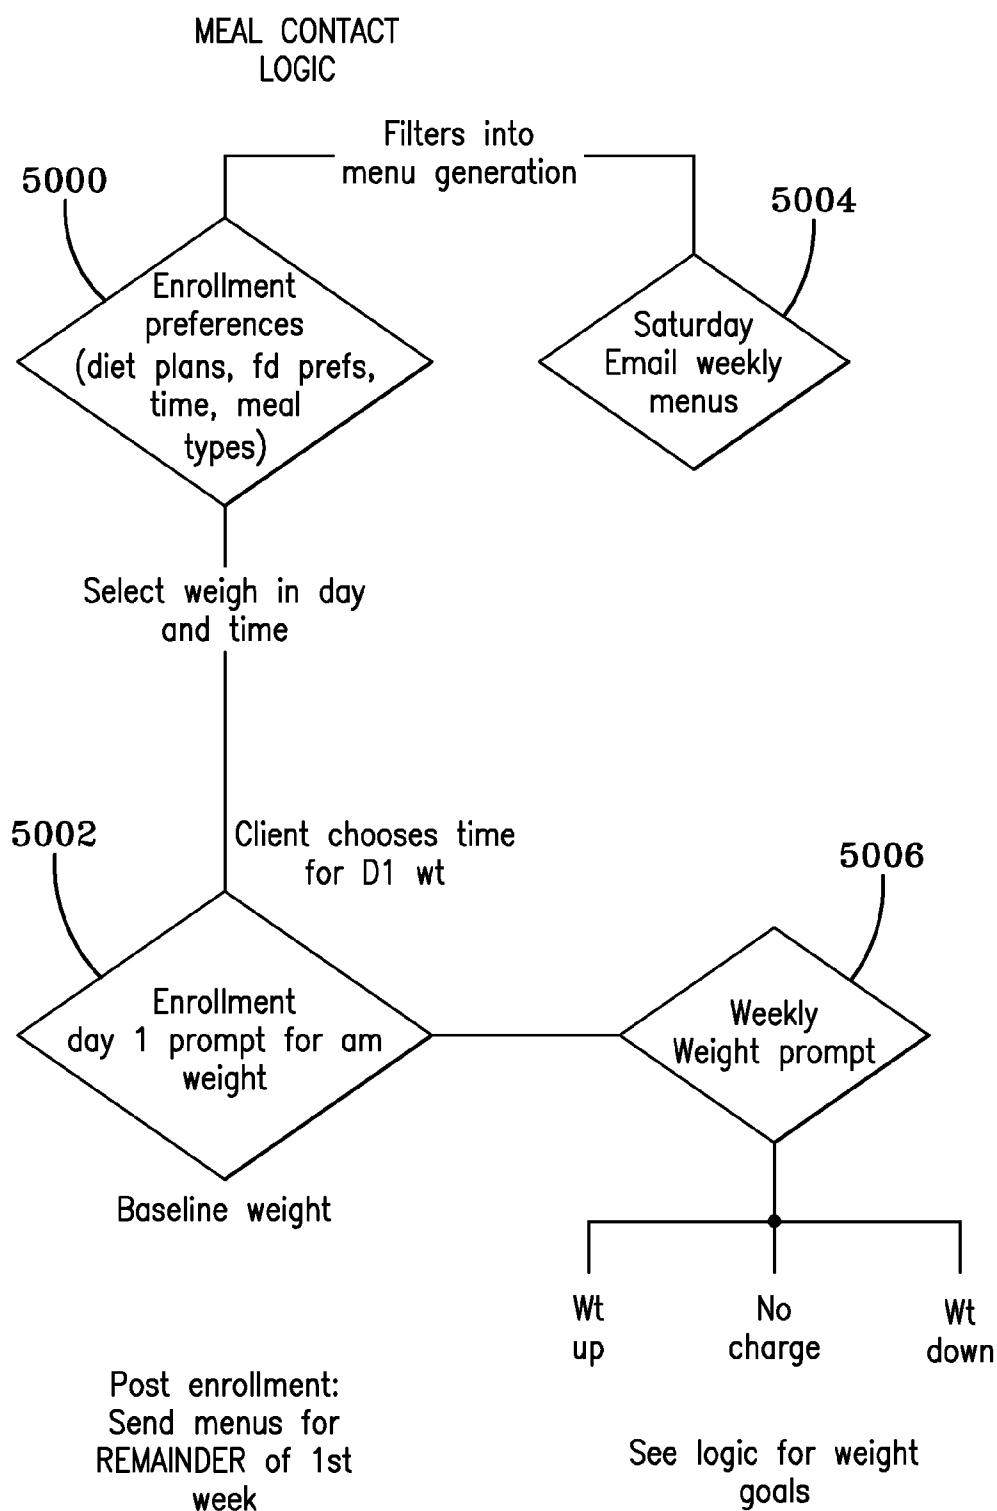 MEAL CONTACT
LOGIC
Filters into
menu generation
5000
5004
Enrollment
preferences
(diet plans, fd prefs,
time, meal
types)
Saturday
Email weekly
menus
Select weigh in day
and time
5002
Client chooses time
for D1 wt
5006
Enrollment
day 1 prompt for am
weight
Weekly
Weight prompt
Baseline weight
Wt
up
No
charge
Wt
down
Post enrollment:
Send menus for
REMAINDER of 1st
week
See logic for weight
goals